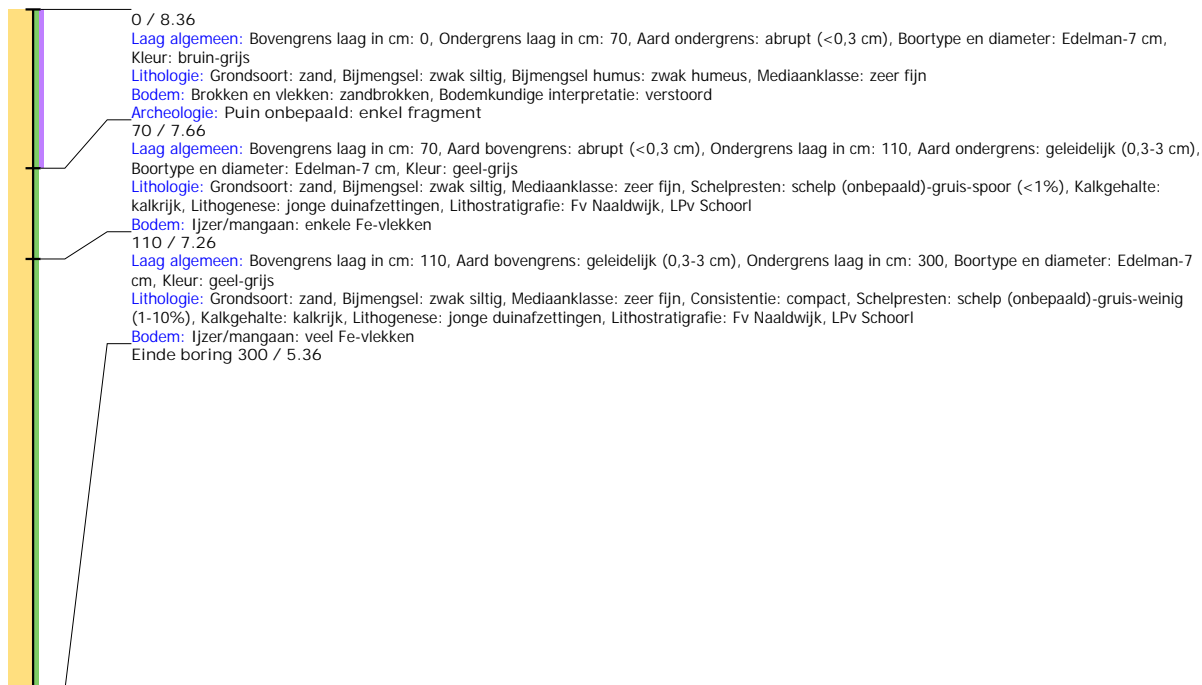 0 / 8.36
Laag algemeen: Bovengrens laag in cm: 0, Ondergrens laag in cm: 70, Aard ondergrens: abrupt (<0,3 cm), Boortype en diameter: Edelman-7 cm,
Kleur: bruin-grijs
Lithologie: Grondsoort: zand, Bijmengsel: zwak siltig, Bijmengsel humus: zwak humeus, Mediaanklasse: zeer fijn
Bodem: Brokken en vlekken: zandbrokken, Bodemkundige interpretatie: verstoord
Archeologie: Puin onbepaald: enkel fragment
70 / 7.66
Laag algemeen: Bovengrens laag in cm: 70, Aard bovengrens: abrupt (<0,3 cm), Ondergrens laag in cm: 110, Aard ondergrens: geleidelijk (0,3-3 cm),
Boortype en diameter: Edelman-7 cm, Kleur: geel-grijs
Lithologie: Grondsoort: zand, Bijmengsel: zwak siltig, Mediaanklasse: zeer fijn, Schelpresten: schelp (onbepaald)-gruis-spoor (<1%), Kalkgehalte:
kalkrijk, Lithogenese: jonge duinafzettingen, Lithostratigrafie: Fv Naaldwijk, LPv Schoorl
Bodem: Ijzer/mangaan: enkele Fe-vlekken
110 / 7.26
Laag algemeen: Bovengrens laag in cm: 110, Aard bovengrens: geleidelijk (0,3-3 cm), Ondergrens laag in cm: 300, Boortype en diameter: Edelman-7
cm, Kleur: geel-grijs
Lithologie: Grondsoort: zand, Bijmengsel: zwak siltig, Mediaanklasse: zeer fijn, Consistentie: compact, Schelpresten: schelp (onbepaald)-gruis-weinig
(1-10%), Kalkgehalte: kalkrijk, Lithogenese: jonge duinafzettingen, Lithostratigrafie: Fv Naaldwijk, LPv Schoorl
Bodem: Ijzer/mangaan: veel Fe-vlekken
Einde boring 300 / 5.36